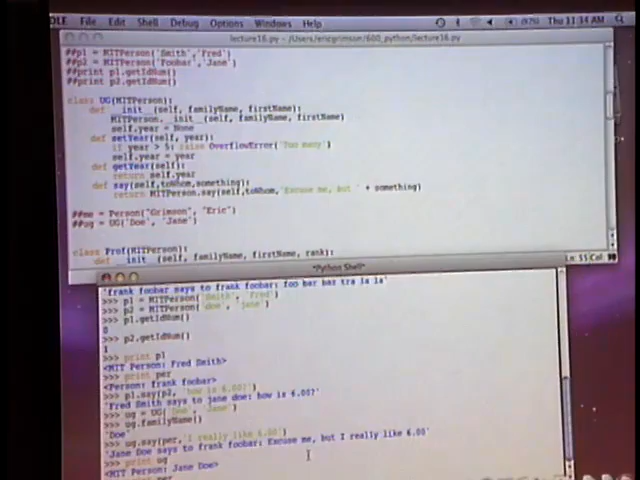 DLE File Edit Shell Debug Options Windows Help Thu 11:14 AM
lecture16.py - /Users/ericgrimson/600_python/lecture16.py
##p1 = MITPerson('Smith','Fred')
##p2 = MITPerson('Foobar','Jane')
##print p1.getIdNum()
##print p2.getIdNum()
class UG(MITPerson):
def __init__(self, familyName, firstName):
MITPerson.__init__(self, familyName, firstName)
self.year = None
def setYear(self, year):
if year > 5: raise OverflowError('Too many')
self.year = year
def getYear(self):
return self.year
def say(self,toWhom,something):
return MITPerson.say(self,toWhom,'Excuse me, but ' + something)
##me = Person("Grimson", "Eric")
##ug = UG('Doe', 'Jane')
class Prof(MITPerson):
def __init__(self, familyName, firstName, rank):
Ln: 55 Col:
*Python Shell*
'frank foobar says to frank foobar: foo bar baz tra la la'
>>> p1 = MITPerson('Smith', 'Fred')
>>> p2 = MITPerson('doe', 'jane')
>>> p1.getIdNum()
0
>>> p2.getIdNum()
1
>>> print p1
<MIT Person: Fred Smith>
>>> print per
<Person: frank foobar>
>>> p1.say(p2, 'how is 6.00?')
'Fred Smith says to jane doe: how is 6.00?'
>>> ug = UG('Doe', 'Jane')
>>> ug.familyName()
'Doe'
>>> ug.say(per,'I really like 6.00')
'Jane Doe says to frank foobar: Excuse me, but I really like 6.00'
>>> print ug
<MIT Person: Jane Doe>